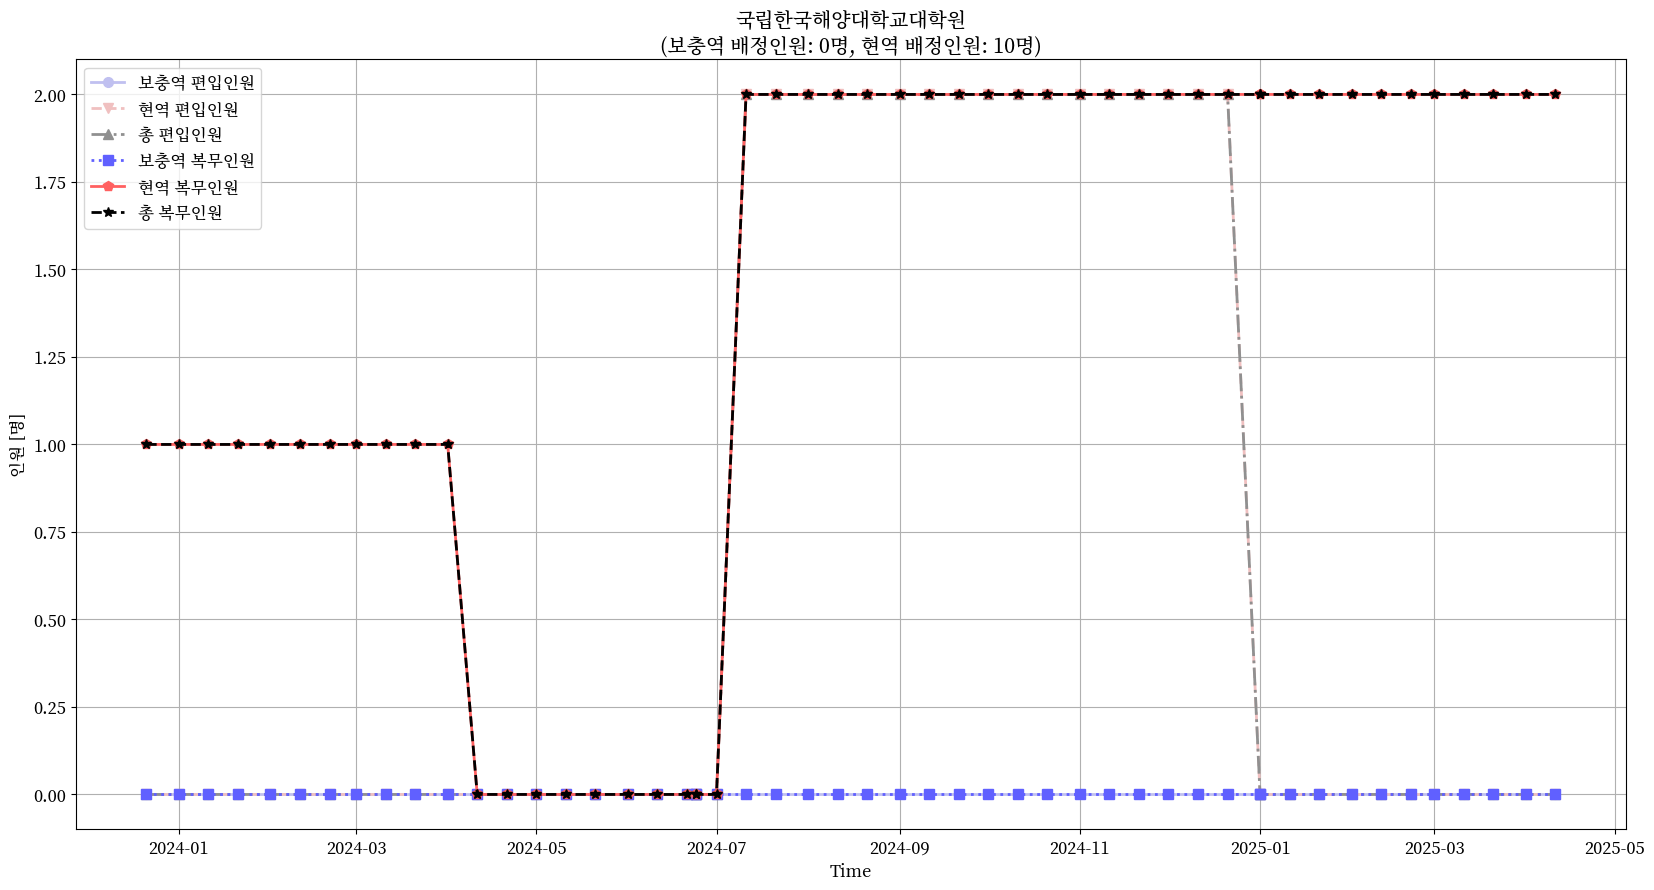 국립한국해양대학교대학원
(보충역 배정인원: 0명, 현역 배정인원: 10명)
보충역 편입인원
현역 편입인원
총 편입인원
보충역 복무인원
현역 복무인원
총 복무인원
2.00
1.75
1.50
1.25
1.00
0.75
0.50
0.25
0.00
인원 [명]
2024-01
2024-03
2024-05
2024-07
2024-09
2024-11
2025-01
2025-03
2025-05
Time